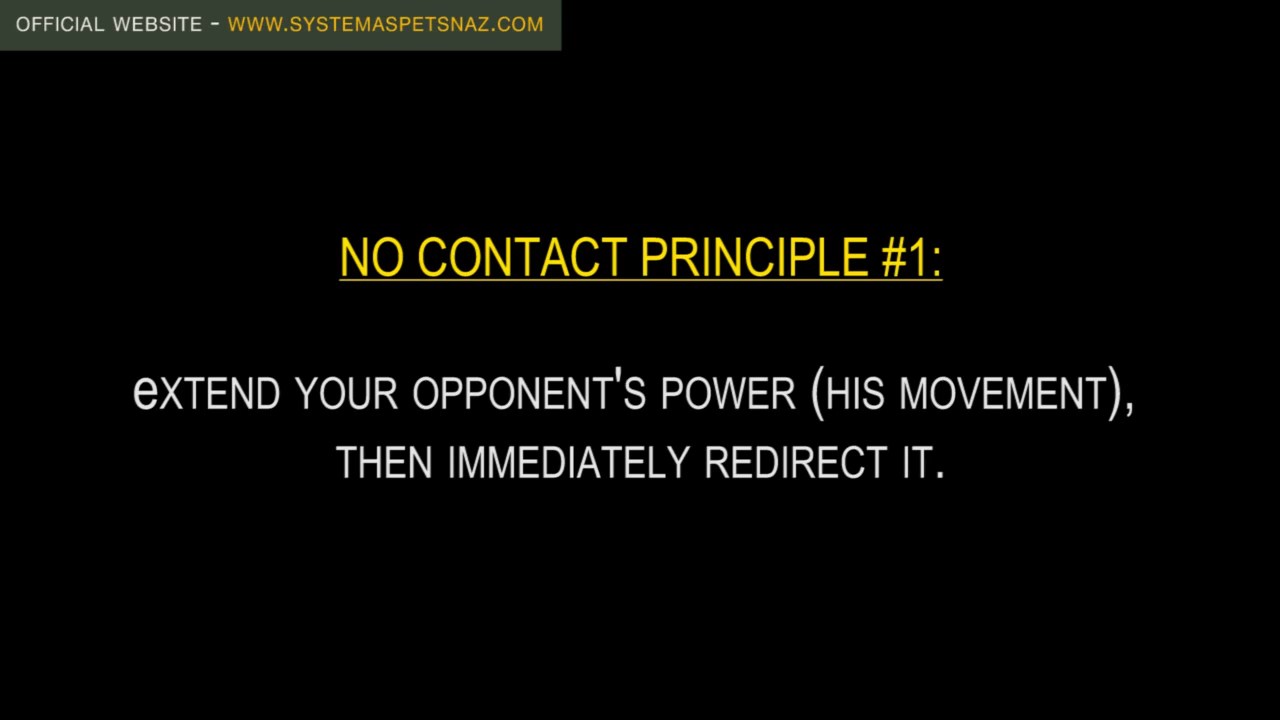 OFFICIAL WEBSITE - WWW.SYSTEMASPETSNAZ.COM
NO CONTACT PRINCIPLE #1:
eXTEND YOUR OPPONENT'S POWER (HIS MOVEMENT),
THEN IMMEDIATELY REDIRECT IT.